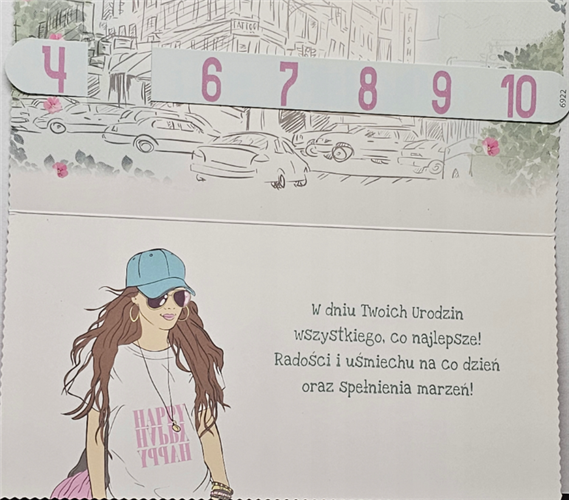 4 6 7 8 9 10
6922
W dniu Twoich Urodzin
wszystkiego, co najlepsze!
Radości i uśmiechu na co dzień
oraz spełnienia marzeń!
HAPPY
HAPPY
HAPPY